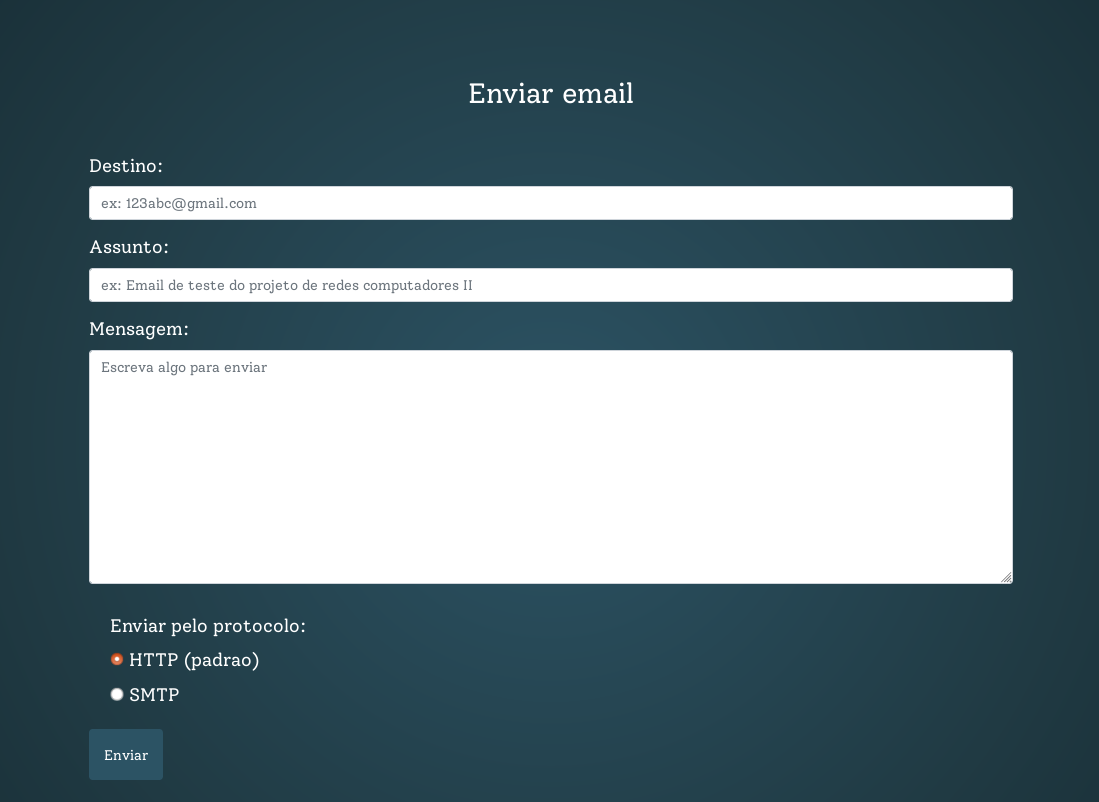 Enviar email
Destino:
ex: 123abc@gmail.com
Assunto:
ex: Email de teste do projeto de redes computadores II
Mensagem:
Escreva algo para enviar
Enviar pelo protocolo:
HTTP (padrao)
SMTP
Enviar